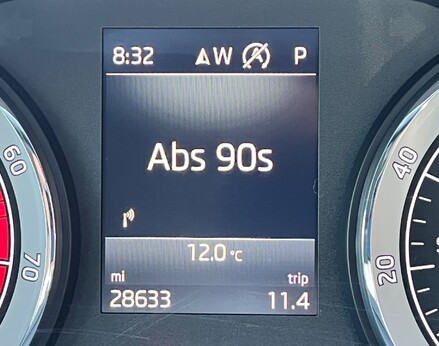 8:32 W A P
Abs 90s
12.0 °C
mi trip
28633 11.4
60
70
40
20